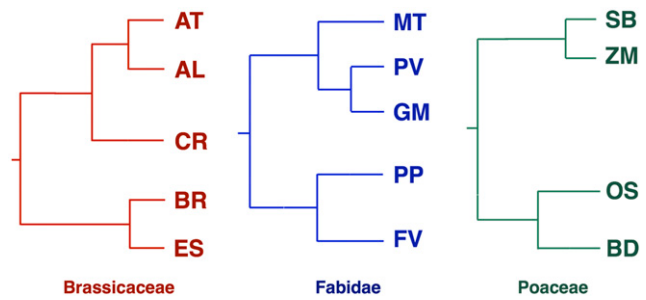 AT
AL
CR
BR
ES
Brassicaceae
MT
PV
GM
PP
FV
Fabidae
SB
ZM
OS
BD
Poaceae